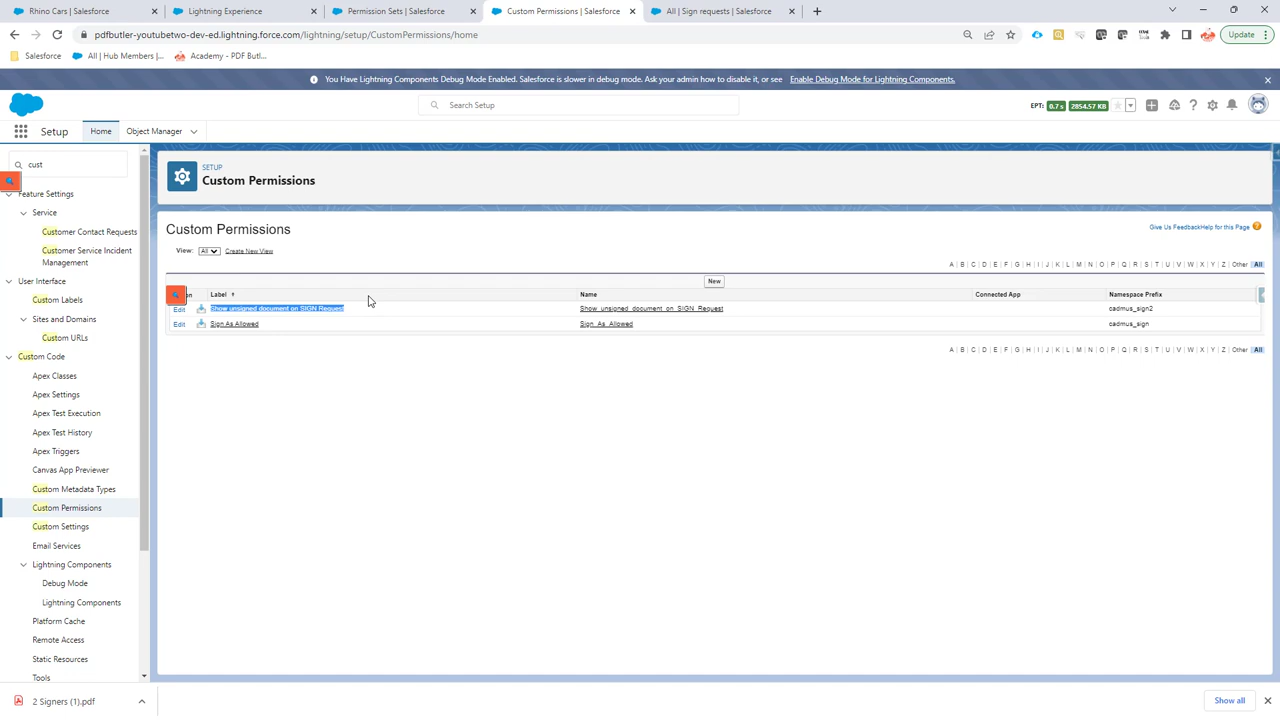 Rhino Cars | Salesforce
Lightning Experience
Permission Sets | Salesforce
Custom Permissions | Salesforce
All | Sign requests | Salesforce
pdfbutler-youtubetwo-dev-ed.lightning.force.com/lightning/setup/CustomPermissions/home
Update
Salesforce
All | Hub Members |...
Academy - PDF Butl...
You Have Lightning Components Debug Mode Enabled. Salesforce is slower in debug mode. Ask your admin how to disable it, or see Enable Debug Mode for Lightning Components.
Search Setup
EPT: 0.7 s 2854.57 KB
Setup
Home
Object Manager
cust
Feature Settings
Service
Customer Contact Requests
Customer Service Incident
Management
User Interface
Custom Labels
Sites and Domains
Custom URLs
Custom Code
Apex Classes
Apex Settings
Apex Test Execution
Apex Test History
Apex Triggers
Canvas App Previewer
Custom Metadata Types
Custom Permissions
Custom Settings
Email Services
Lightning Components
Debug Mode
Lightning Components
Platform Cache
Remote Access
Static Resources
Tools
SETUP
Custom Permissions
Custom Permissions
Give Us Feedback Help for this Page
View: All Create New View
A | B | C | D | E | F | G | H | I | J | K | L | M | N | O | P | Q | R | S | T | U | V | W | X | Y | Z | Other All
New
on Label Name Connected App Namespace Prefix
Edit Show unsigned document on SIGN Request Show_unsigned_document_on_SIGN_Request cadmus_sign2
Edit Sign As Allowed Sign_As_Allowed cadmus_sign
A | B | C | D | E | F | G | H | I | J | K | L | M | N | O | P | Q | R | S | T | U | V | W | X | Y | Z | Other All
2 Signers (1).pdf
Show all